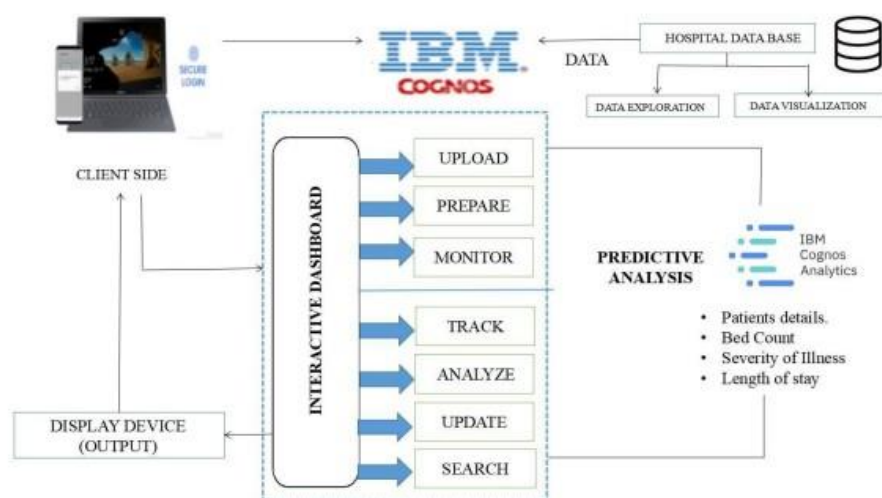 SECURE
LOGIN
IBM
COGNOS
DATA
HOSPITAL DATA BASE
DATA EXPLORATION
DATA VISUALIZATION
CLIENT SIDE
INTERACTIVE DASHBOARD
UPLOAD
PREPARE
MONITOR
TRACK
ANALYZE
UPDATE
SEARCH
PREDICTIVE
ANALYSIS
IBM
Cognos
Analytics
• Patients details.
• Bed Count
• Severity of Illness
• Length of stay
DISPLAY DEVICE
(OUTPUT)